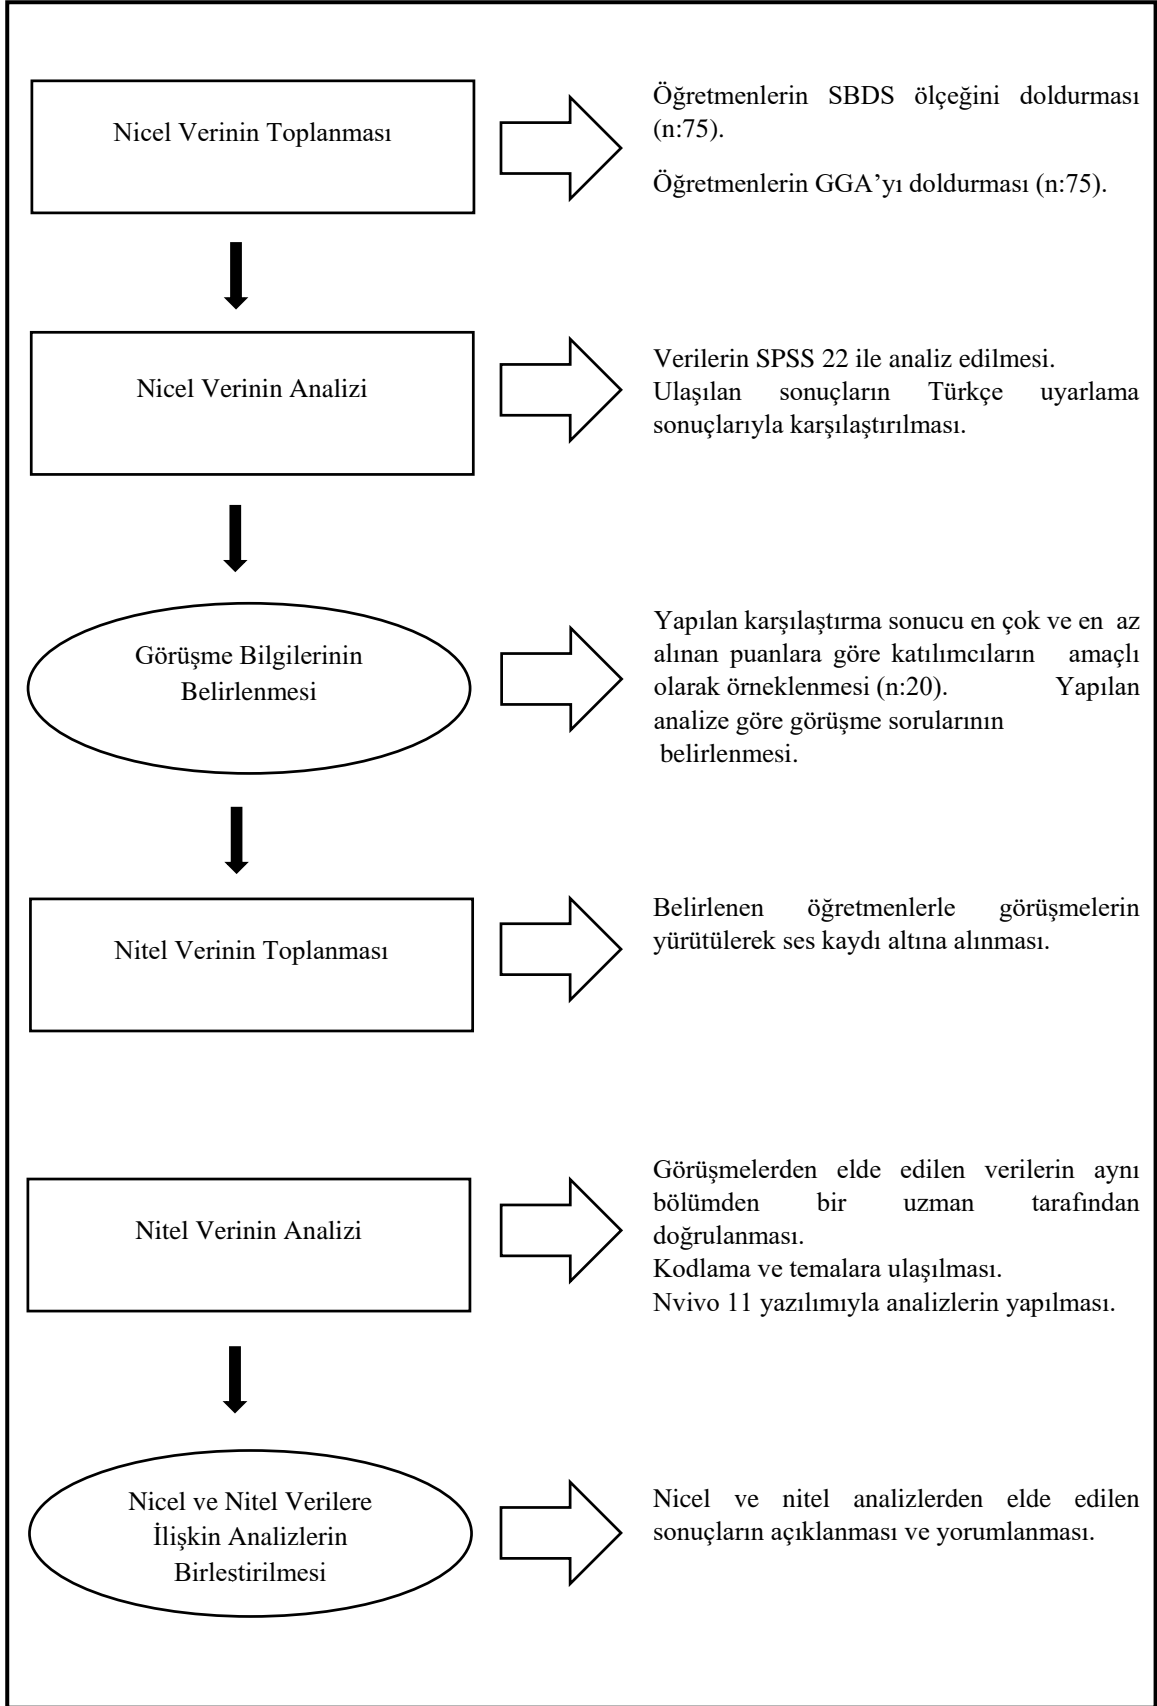 Nicel Verinin Toplanması
Öğretmenlerin SBDS ölçeğini doldurması
(n:75).
Öğretmenlerin GGA’yı doldurması (n:75).
Nicel Verinin Analizi
Verilerin SPSS 22 ile analiz edilmesi.
Ulaşılan sonuçların Türkçe uyarlama
sonuçlarıyla karşılaştırılması.
Görüşme Bilgilerinin
Belirlenmesi
Yapılan karşılaştırma sonucu en çok ve en az
alınan puanlara göre katılımcıların amaçlı
olarak örneklenmesi (n:20). Yapılan
analize göre görüşme sorularının
belirlenmesi.
Nitel Verinin Toplanması
Belirlenen öğretmenlerle görüşmelerin
yürütülerek ses kaydı altına alınması.
Nitel Verinin Analizi
Görüşmelerden elde edilen verilerin aynı
bölümden bir uzman tarafından
doğrulanması.
Kodlama ve temalara ulaşılması.
Nvivo 11 yazılımıyla analizlerin yapılması.
Nicel ve Nitel Verilere
İlişkin Analizlerin
Birlestirilmesi
Nicel ve nitel analizlerden elde edilen
sonuçların açıklanması ve yorumlanması.